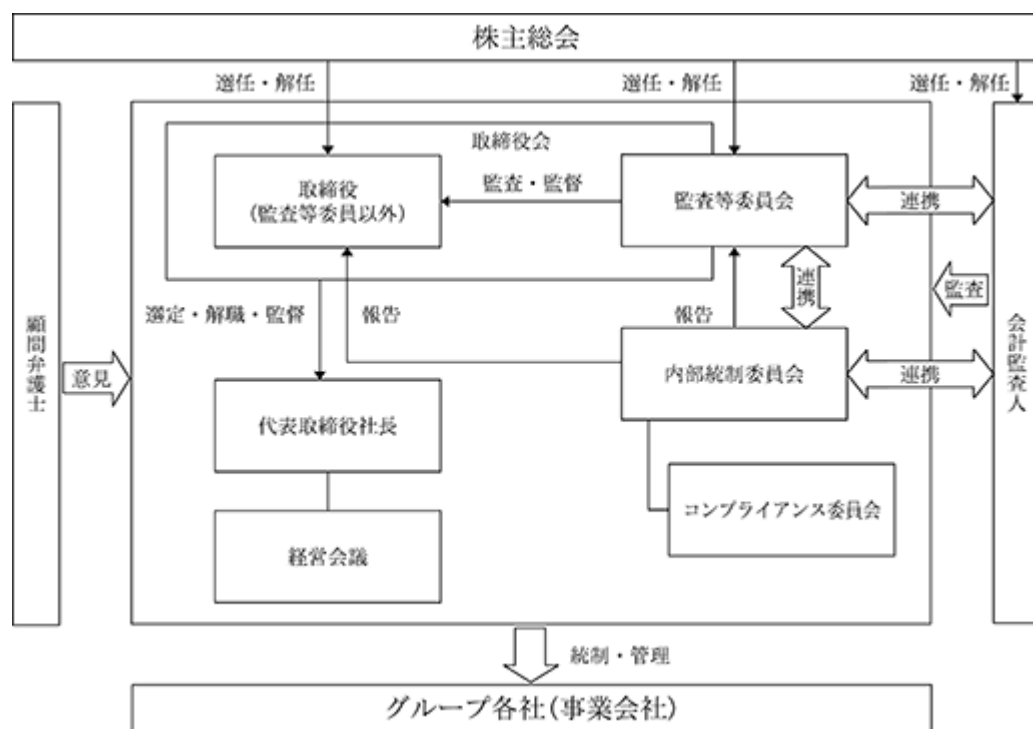 株主総会
選任・解任
選任・解任
選任・解任
取締役会
取締役
(監査等委員以外)
監査・監督
監査等委員会
連携
連携
監査
選定・解職・監督
報告
報告
顧問弁護士
意見
会計監査人
内部統制委員会
連携
代表取締役社長
コンプライアンス委員会
経営会議
統制・管理
グループ各社(事業会社)